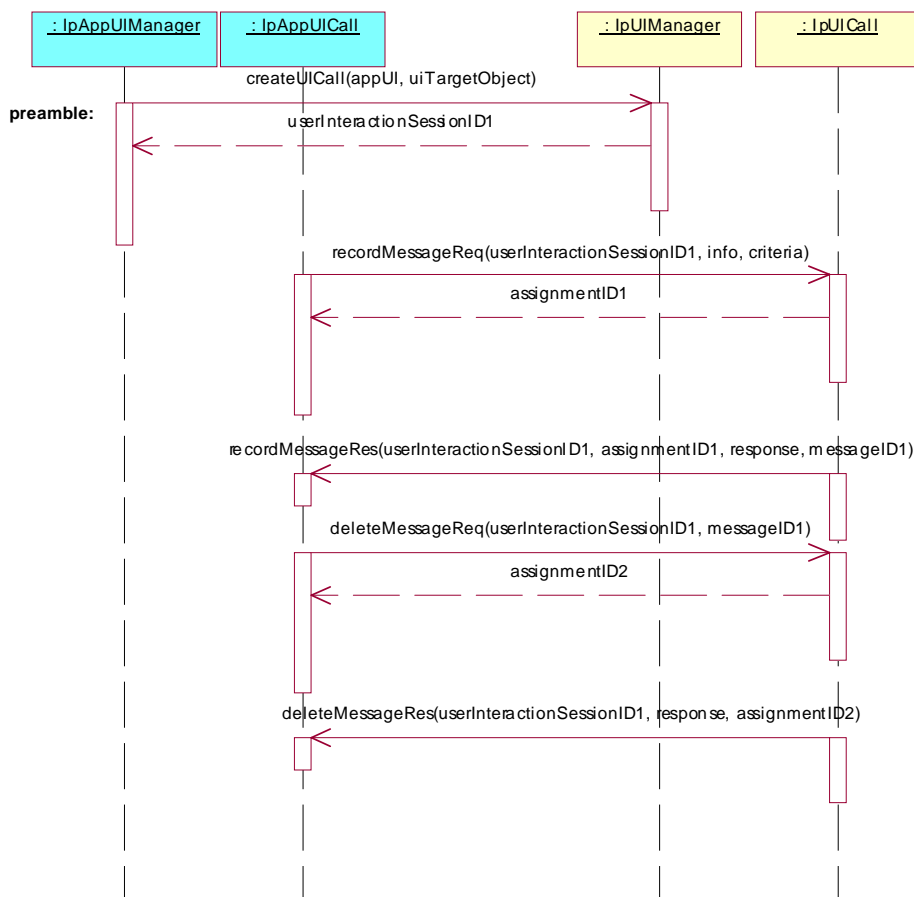 : IpAppUIManager
: IpAppUICall
: IpUIManager
: IpUICall
createUICall(appUI, uiTargetObject)
preamble:
userInteractionSessionID1
recordMessageReq(userInteractionSessionID1, info, criteria)
assignmentID1
recordMessageRes(userInteractionSessionID1, assignmentID1, response, messageID1)
deleteMessageReq(userInteractionSessionID1, messageID1)
assignmentID2
deleteMessageRes(userInteractionSessionID1, response, assignmentID2)